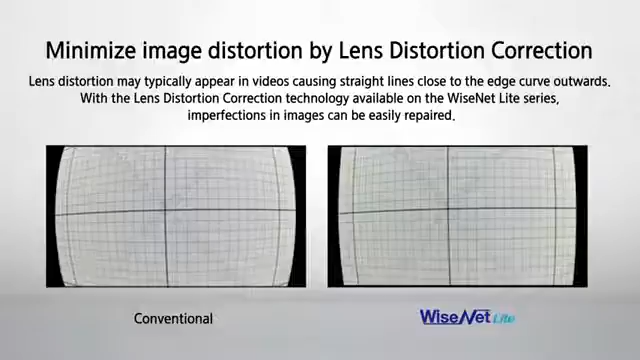 Minimize image distortion by Lens Distortion Correction
Lens distortion may typically appear in videos causing straight lines close to the edge curve outwards.
With the Lens Distortion Correction technology available on the WiseNet Lite series,
imperfections in images can be easily repaired.
Conventional
WiseNet Lite